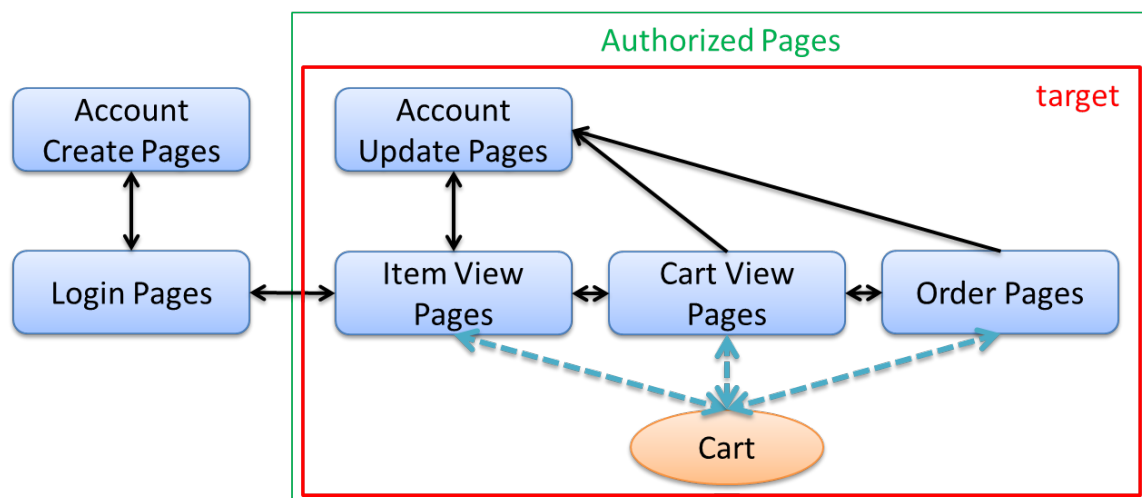 Authorized Pages
target
Account
Create Pages
Account
Update Pages
Login Pages
Item View
Pages
Cart View
Pages
Order Pages
Cart